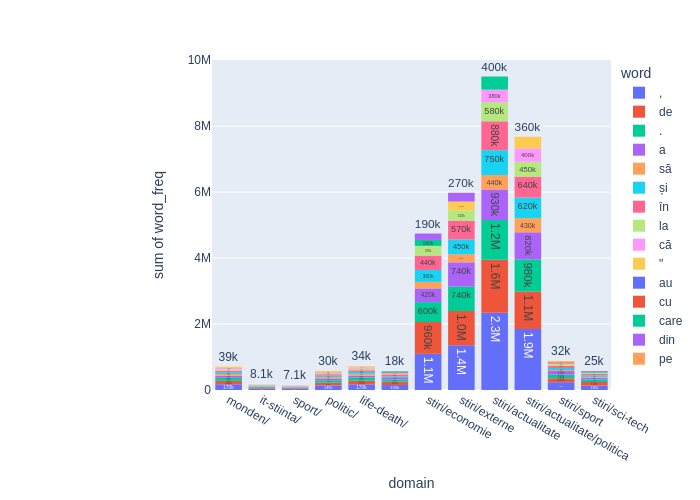 word
,
de
.
a
să
și
în
la
că
"
au
cu
care
din
pe
sum of word_freq
10M
8M
6M
4M
2M
0
39k
8.1k
7.1k
30k
34k
18k
190k
270k
400k
360k
32k
25k
1.1M
960k
600k
420k
360k
440k
1.4M
1.0M
740k
740k
450k
570k
2.3M
1.6M
1.2M
930k
440k
750k
880k
580k
380k
1.9M
1.1M
980k
820k
430k
620k
640k
450k
400k
monden/
it-stiinta/
sport/
politic/
life-death/
stiri/economie
stiri/externe
stiri/actualitate
stiri/actualitate/politica
stiri/sport
stiri/sci-tech
domain